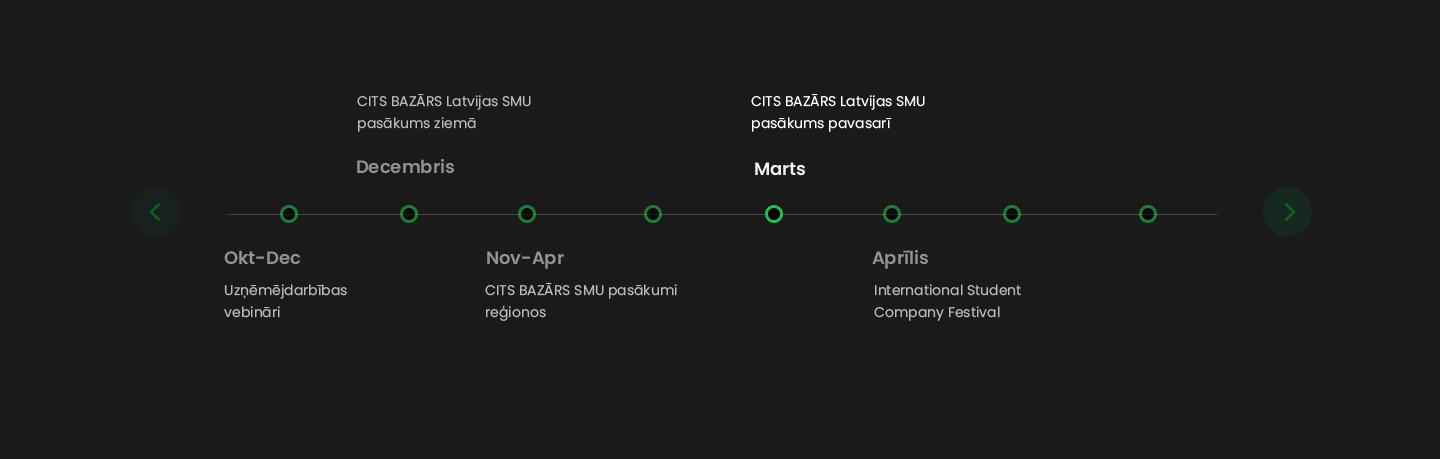 CITS BAZĀRS Latvijas SMU
pasākums ziemā
Decembris
CITS BAZĀRS Latvijas SMU
pasākums pavasarī
Marts
Okt-Dec
Uzņēmējdarbības
vebināri
Nov-Apr
CITS BAZĀRS SMU pasākumi
reģionos
Aprīlis
International Student
Company Festival